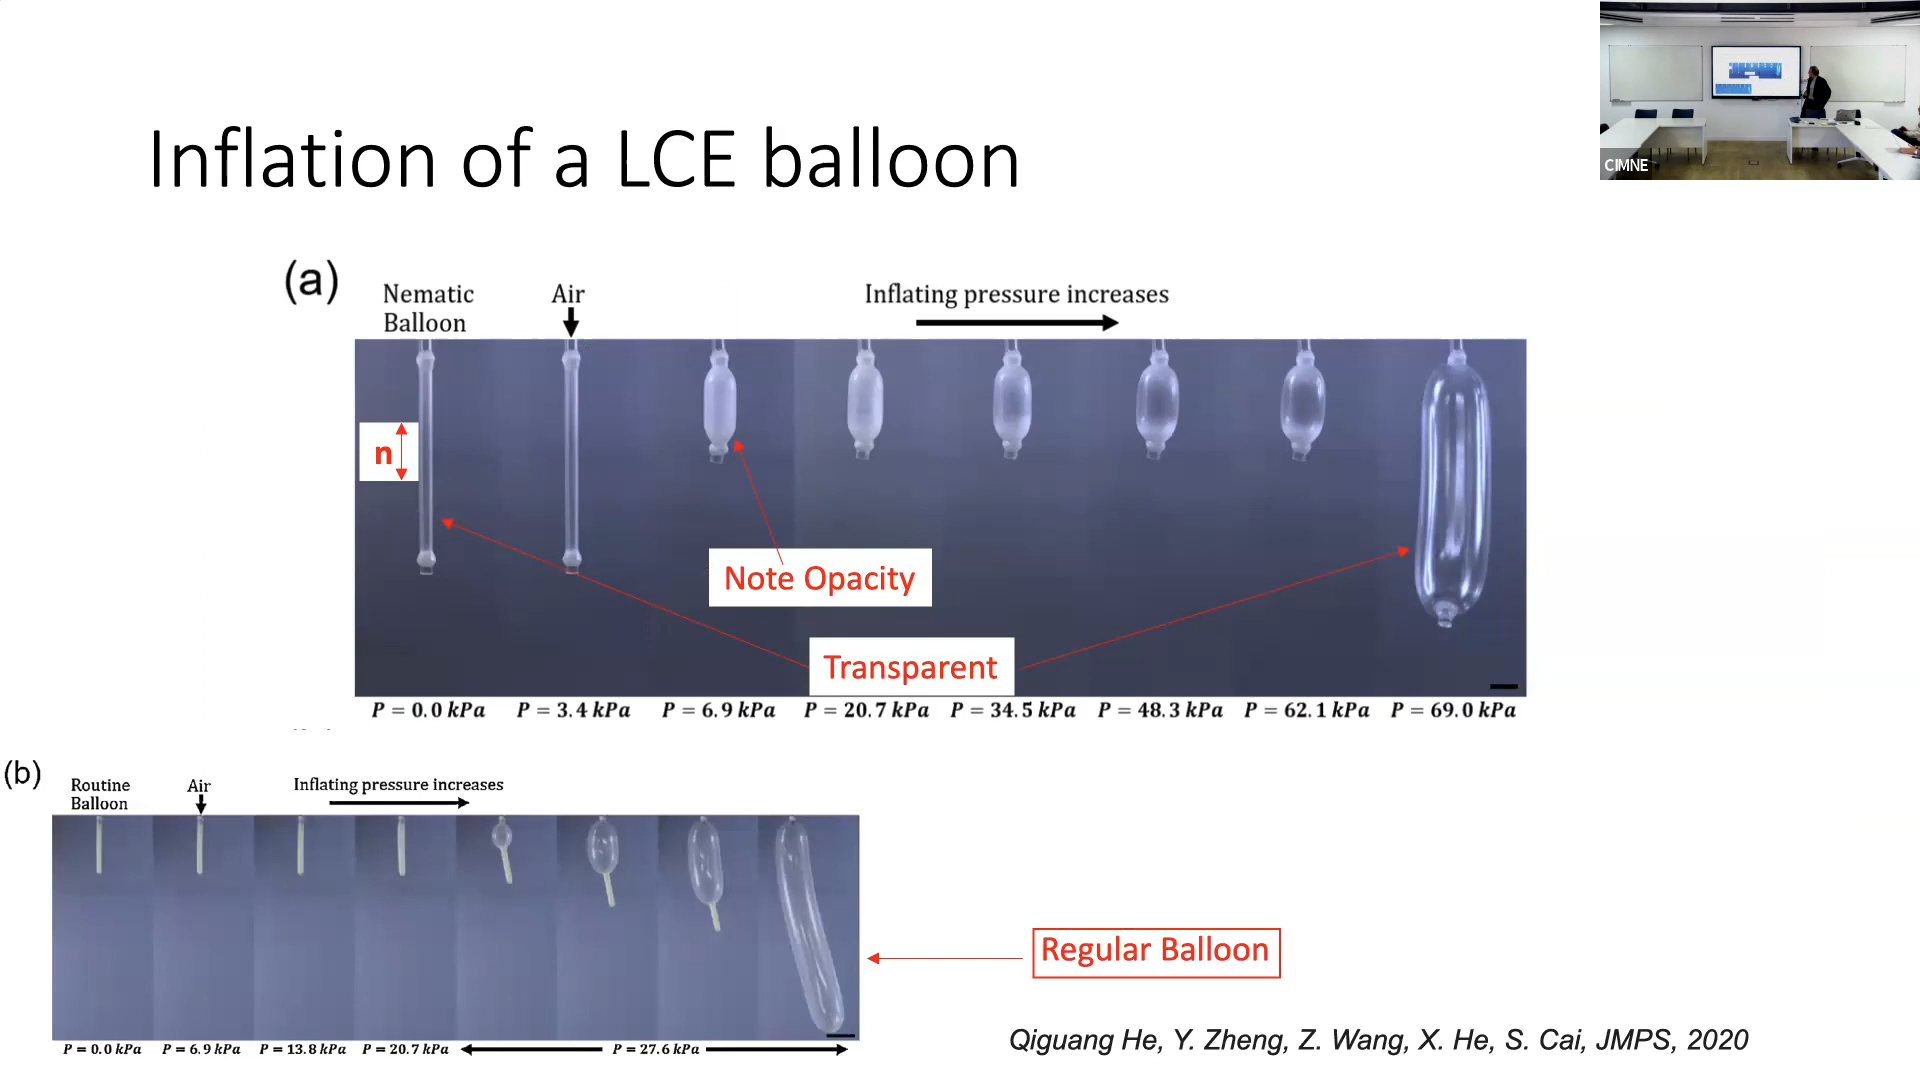 CIMNE
Inflation of a LCE balloon
(a)
Nematic
Balloon
Air
Inflating pressure increases
n
Note Opacity
Transparent
P = 0.0 kPa
P = 3.4 kPa
P = 6.9 kPa
P = 20.7 kPa
P = 34.5 kPa
P = 48.3 kPa
P = 62.1 kPa
P = 69.0 kPa
(b)
Routine
Balloon
Air
Inflating pressure increases
P = 0.0 kPa
P = 6.9 kPa
P = 13.8 kPa
P = 20.7 kPa
P = 27.6 kPa
Regular Balloon
Qiguang He, Y. Zheng, Z. Wang, X. He, S. Cai, JMPS, 2020